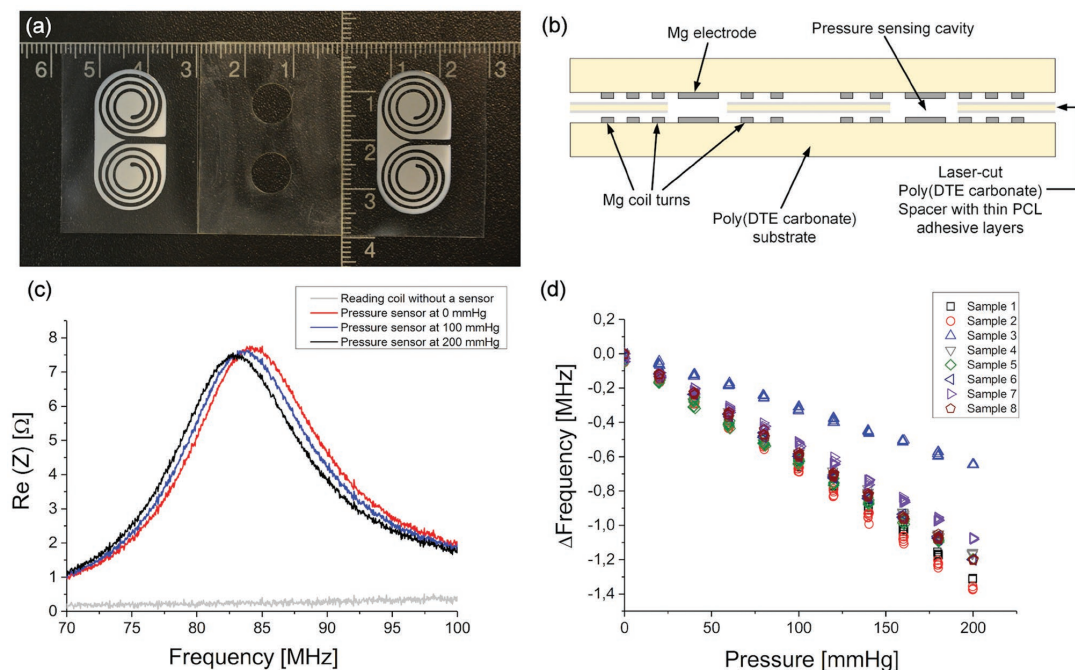 (a)
6 5 4 3
2 1
1 2
1
2
3
4
(b)
Mg electrode
Pressure sensing cavity
Mg coil turns
Poly(DTE carbonate)
substrate
Laser-cut
Poly(DTE carbonate)
Spacer with thin PCL
adhesive layers
(c)
Reading coil without a sensor
Pressure sensor at 0 mmHg
Pressure sensor at 100 mmHg
Pressure sensor at 200 mmHg
Re (Z) [Ω]
8
7
6
5
4
3
2
1
0
70 75 80 85 90 95 100
Frequency [MHz]
(d)
Sample 1
Sample 2
Sample 3
Sample 4
Sample 5
Sample 6
Sample 7
Sample 8
ΔFrequency [MHz]
0,2
0,0
-0,2
-0,4
-0,6
-0,8
-1,0
-1,2
-1,4
0 50 100 150 200
Pressure [mmHg]